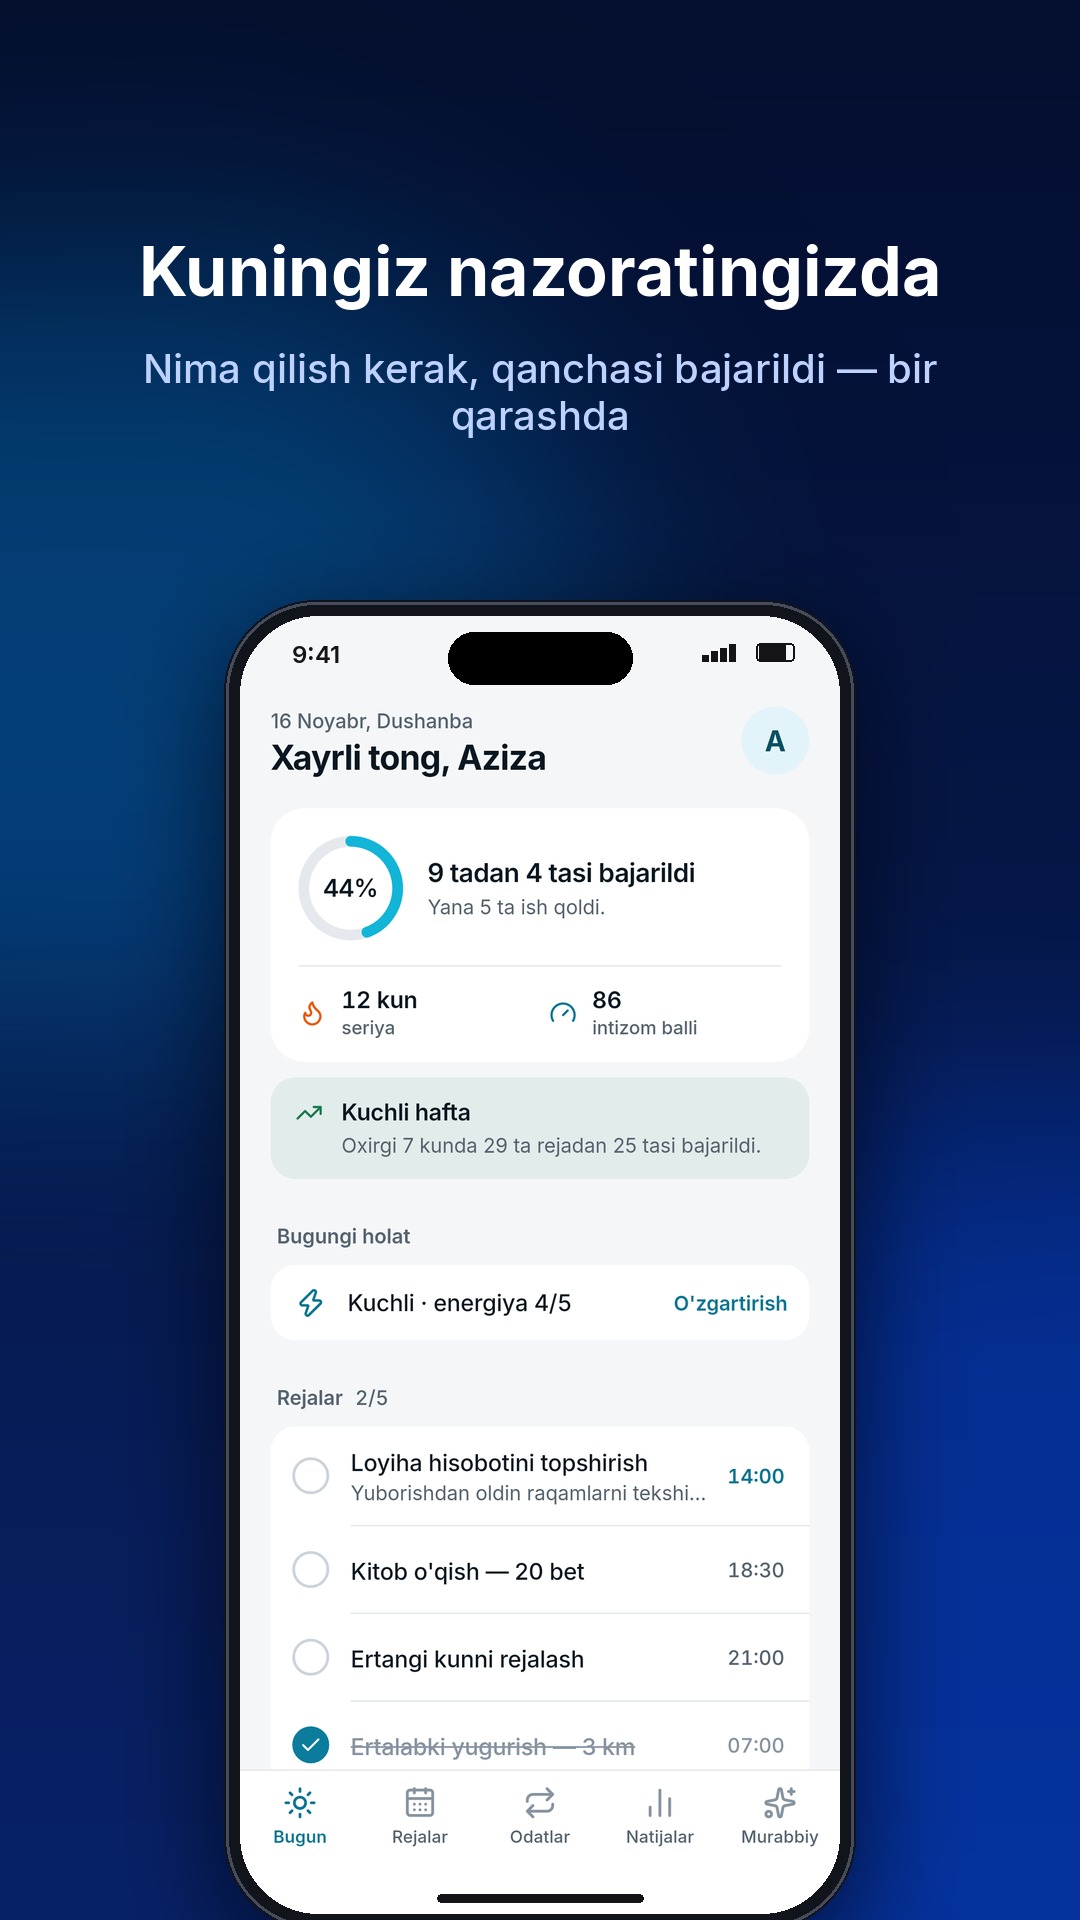 Kuningiz nazoratingizda
Nima qilish kerak, qanchasi bajarildi — bir
qarashda
9:41
16 Noyabr, Dushanba
Xayrli tong, Aziza
A
44%
9 tadan 4 tasi bajarildi
Yana 5 ta ish qoldi.
12 kun
seriya
86
intizom balli
Kuchli hafta
Oxirgi 7 kunda 29 ta rejadan 25 tasi bajarildi.
Bugungi holat
Kuchli · energiya 4/5
O'zgartirish
Rejalar 2/5
Loyiha hisobotini topshirish
Yuborishdan oldin raqamlarni tekshi...
14:00
Kitob o'qish — 20 bet
18:30
Ertangi kunni rejalash
21:00
Ertalabki yugurish — 3 km
07:00
Bugun
Rejalar
Odatlar
Natijalar
Murabbiy